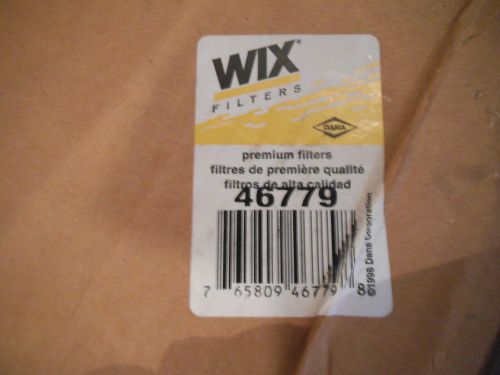 WIX®
FILTERS
DANA
premium filters
filtres de première qualité
filtros de alta calidad
46779
7 65809 46779 8
©1998 Dana Corporation